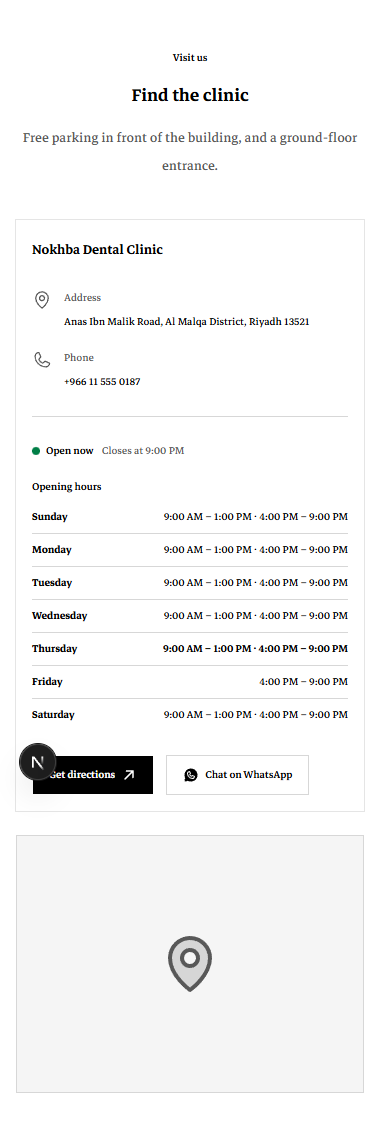 Visit us
Find the clinic
Free parking in front of the building, and a ground-floor
entrance.
Nokhba Dental Clinic
Address
Anas Ibn Malik Road, Al Malqa District, Riyadh 13521
Phone
+966 11 555 0187
Open now Closes at 9:00 PM
Opening hours
Sunday 9:00 AM – 1:00 PM · 4:00 PM – 9:00 PM
Monday 9:00 AM – 1:00 PM · 4:00 PM – 9:00 PM
Tuesday 9:00 AM – 1:00 PM · 4:00 PM – 9:00 PM
Wednesday 9:00 AM – 1:00 PM · 4:00 PM – 9:00 PM
Thursday 9:00 AM – 1:00 PM · 4:00 PM – 9:00 PM
Friday 4:00 PM – 9:00 PM
Saturday 9:00 AM – 1:00 PM · 4:00 PM – 9:00 PM
N Get directions Chat on WhatsApp